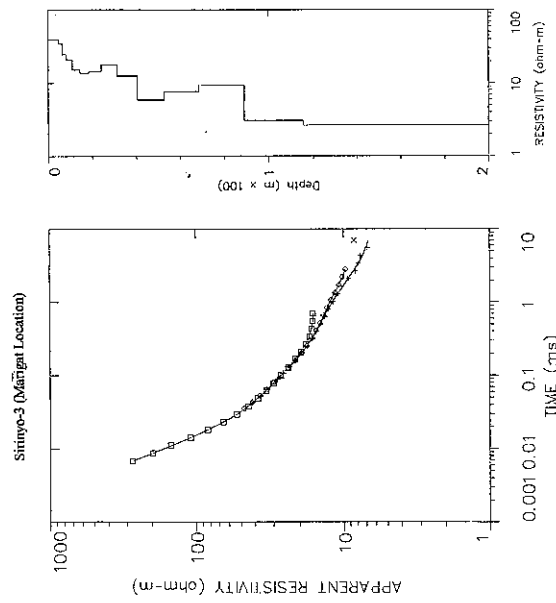 Sirinyo-3 (Marigat Location)
1000
100
10
1
APPARENT RESISTIVITY (ohm-m)
0.001 0.01 0.1 1 10
TIME (ms)
0
1
2
Depth (m × 100)
1 10 100
RESISTIVITY (ohm-m)